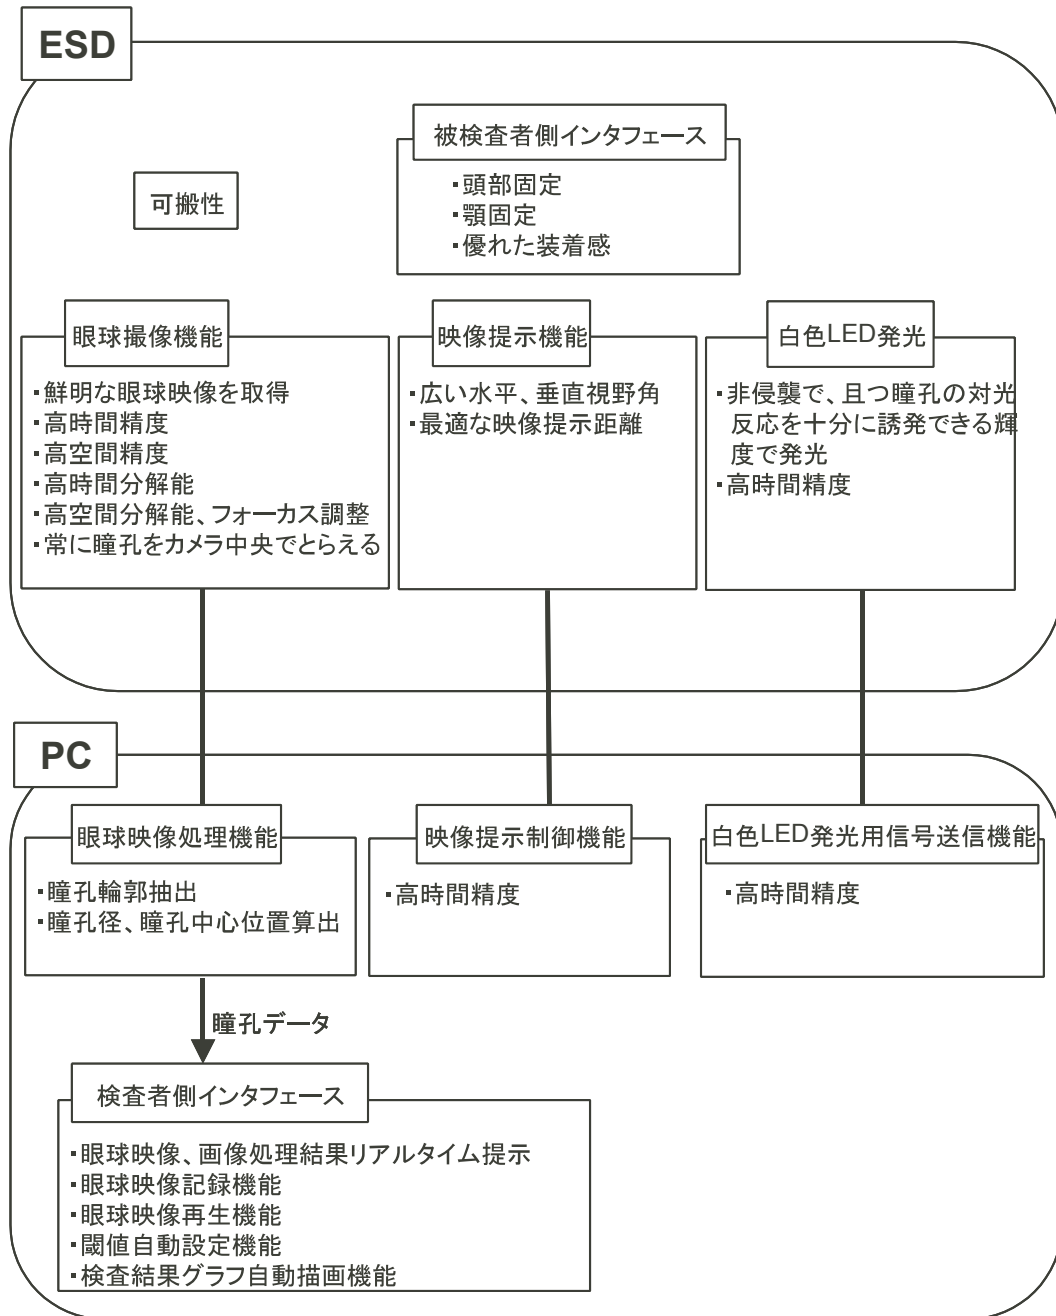 ESD
被検査者側インタフェース
・頭部固定
・顎固定
・優れた装着感
可搬性
眼球撮像機能
・鮮明な眼球映像を取得
・高時間精度
・高空間精度
・高時間分解能
・高空間分解能、フォーカス調整
・常に瞳孔をカメラ中央でとらえる
映像提示機能
・広い水平、垂直視野角
・最適な映像提示距離
白色LED発光
・非侵襲で、且つ瞳孔の対光
反応を十分に誘発できる輝
度で発光
・高時間精度
PC
眼球映像処理機能
・瞳孔輪郭抽出
・瞳孔径、瞳孔中心位置算出
映像提示制御機能
・高時間精度
白色LED発光用信号送信機能
・高時間精度
瞳孔データ
検査者側インタフェース
・眼球映像、画像処理結果リアルタイム提示
・眼球映像記録機能
・眼球映像再生機能
・閾値自動設定機能
・検査結果グラフ自動描画機能